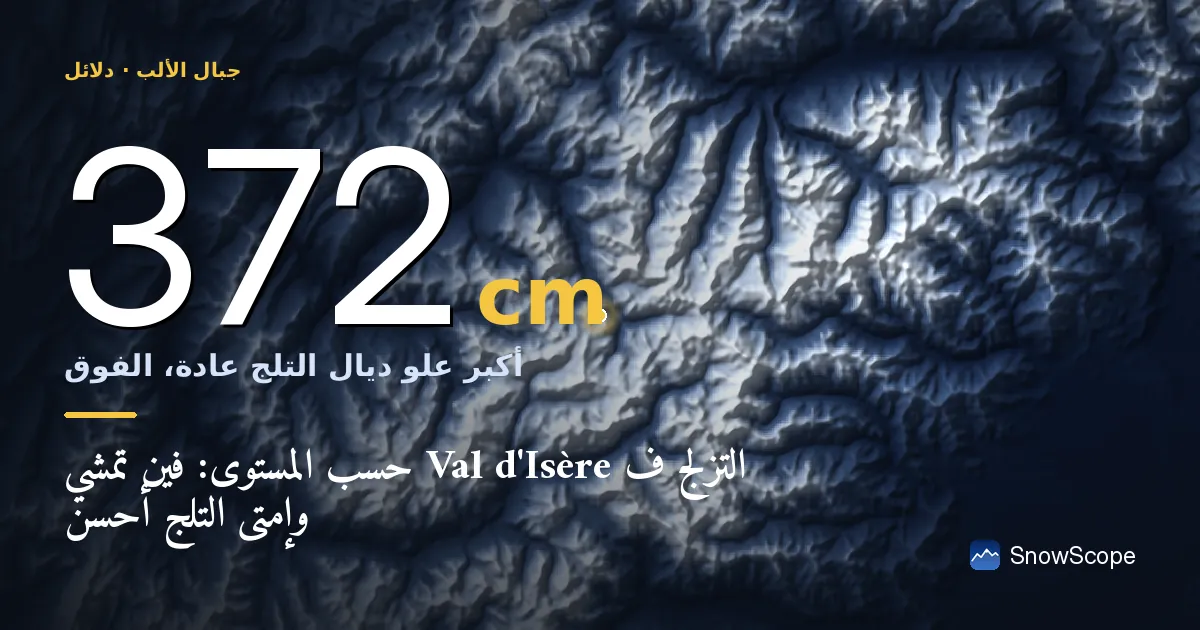 جبال الألب · دلائل
372 cm
أكبر علو ديال التلج عادة، الفوق
التزلج ف Val d'Isère حسب المستوى: فين تمشي
وإمتى التلج أحسن
SnowScope